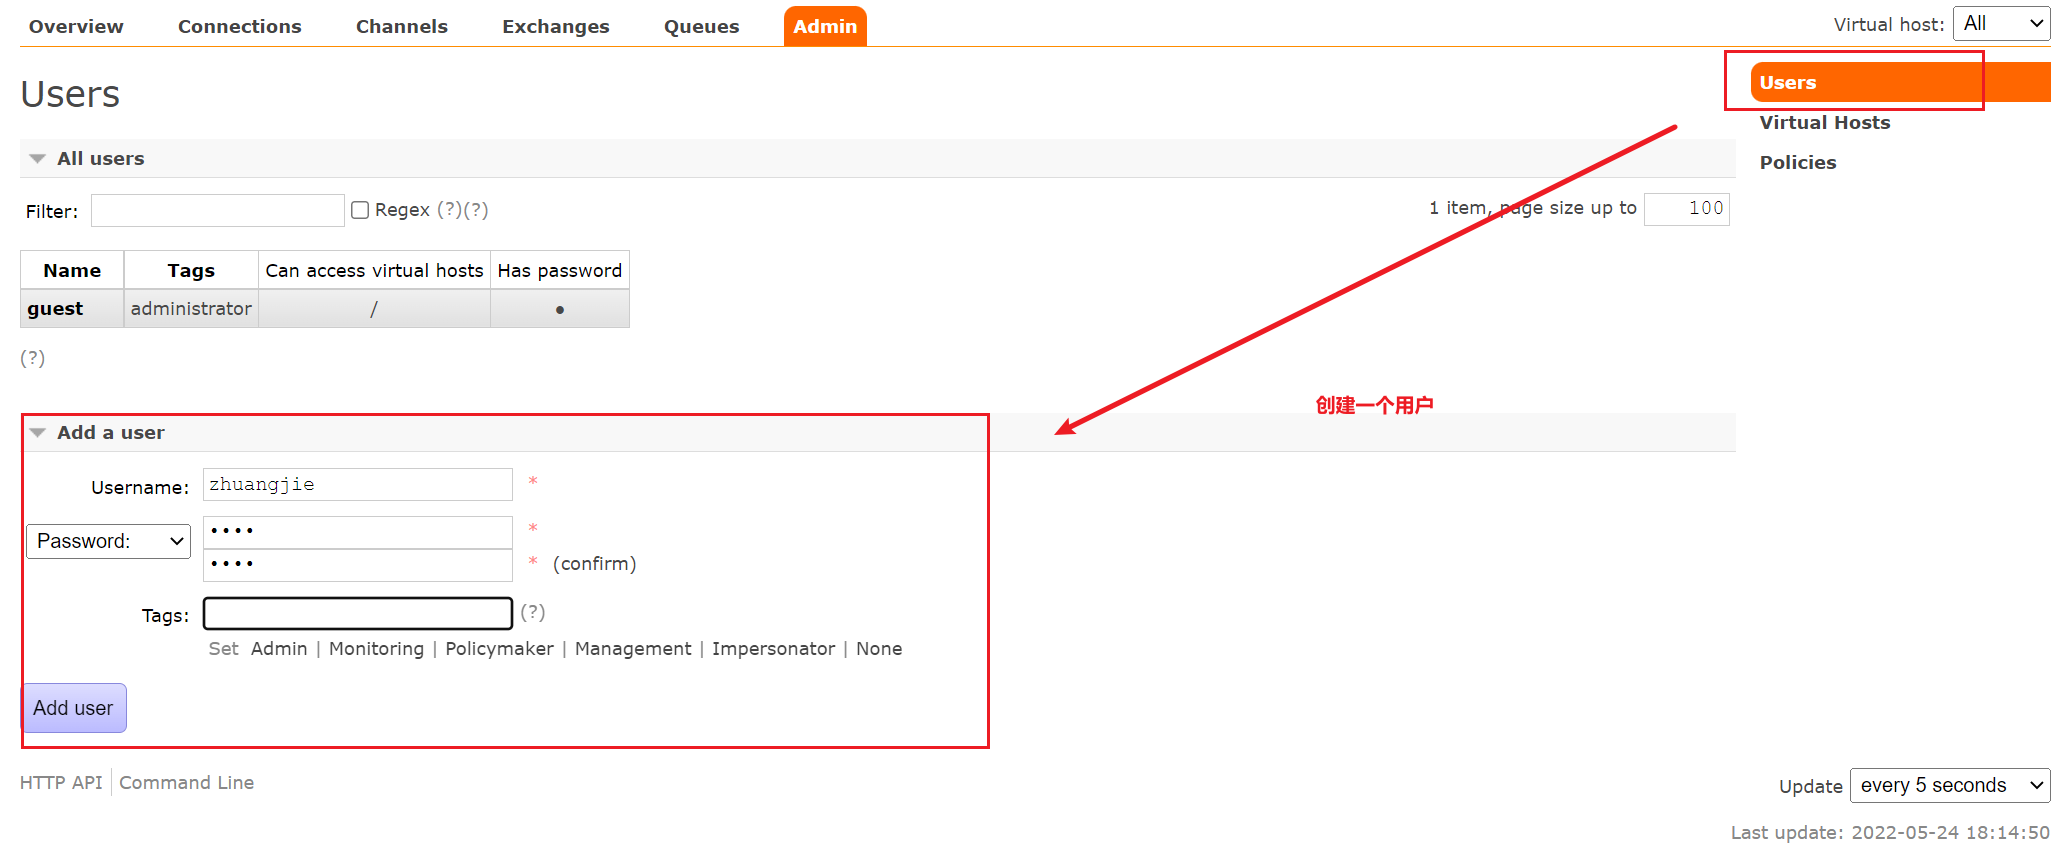 Overview Connections Channels Exchanges Queues Admin Virtual host: All
Users
Users
Virtual Hosts
Policies
All users
Filter: Regex (?)(?) 1 item, page size up to 100
Name Tags Can access virtual hosts Has password
guest administrator / ●
(?)
创建一个用户
Add a user
Username: zhuangjie *
Password: •••• *
•••• * (confirm)
Tags: (?)
Set Admin | Monitoring | Policymaker | Management | Impersonator | None
Add user
HTTP API Command Line
Update every 5 seconds
Last update: 2022-05-24 18:14:50